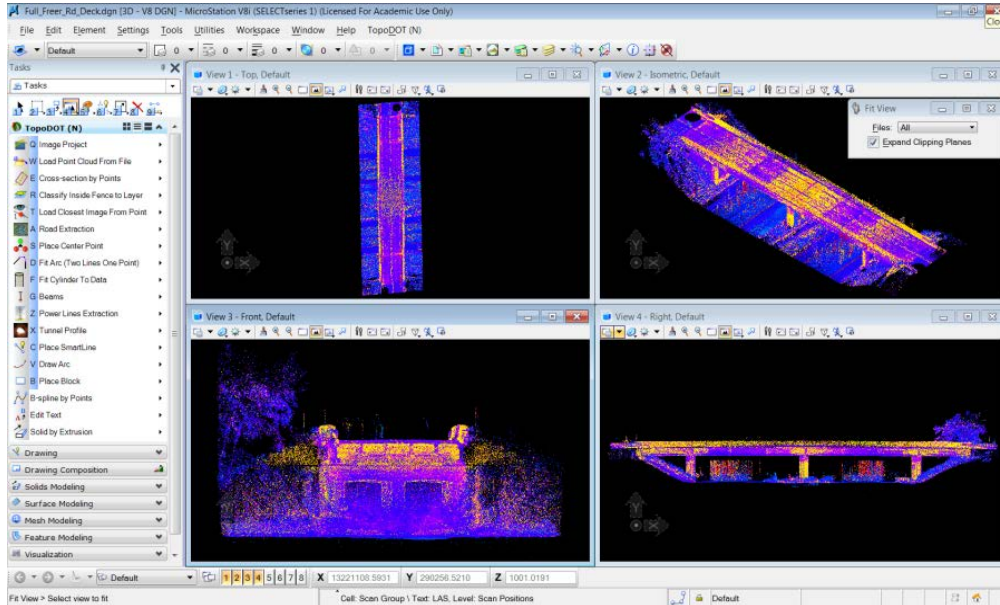 Full_Freer_Rd_Deck.dgn [3D - V8 DGN] - MicroStation V8i (SELECTseries 1) (Licensed For Academic Use Only)
Clo
File Edit Element Settings Tools Utilities Workspace Window Help TopoDOT (N)
Default 0 0 0 0 0
Tasks
Tasks
TopoDOT (N)
Q Image Project
W Load Point Cloud From File
E Cross-section by Points
R Classify Inside Fence to Layer
T Load Closest Image From Point
A Road Extraction
S Place Center Point
D Fit Arc (Two Lines One Point)
F Fit Cylinder To Data
G Beams
Z Power Lines Extraction
X Tunnel Profile
C Place SmartLine
V Draw Arc
B Place Block
B-spline by Points
Edit Text
Solid by Extrusion
Drawing
Drawing Composition
Solids Modeling
Surface Modeling
Mesh Modeling
Feature Modeling
Visualization
View 1 - Top, Default
Y X
View 2 - Isometric, Default
Fit View
Files: All
Expand Clipping Planes
Y X
View 3 - Front, Default
Y X
View 4 - Right, Default
Y X
Default 1 2 3 4 5 6 7 8 X 13221108.5931 Y 290256.5210 Z 1001.0191
Fit View > Select view to fit Cell: Scan Group \ Text: LAS, Level: Scan Positions Default